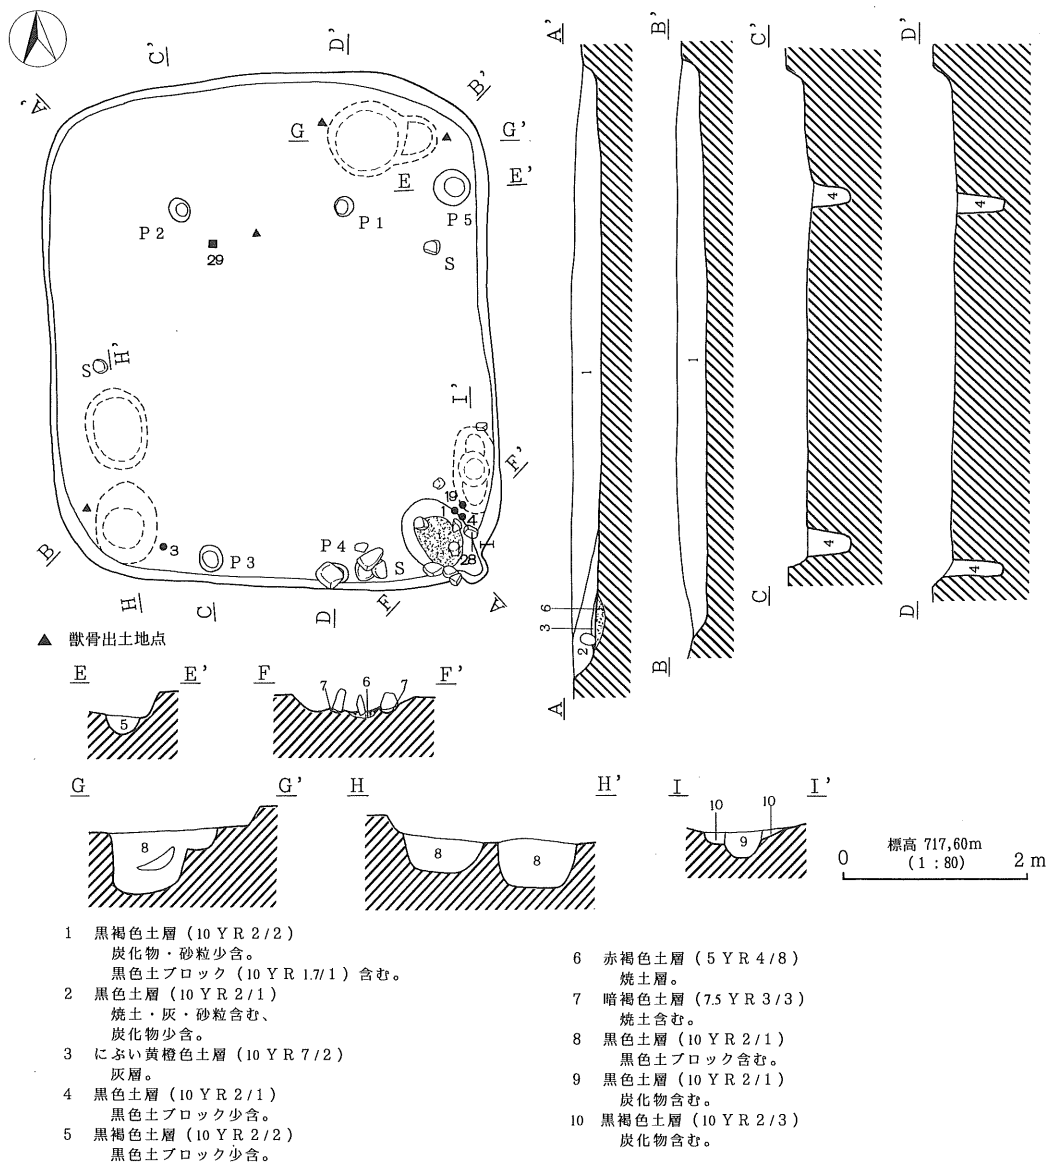 C'
D'
A'
B'
G
G'
E
E'
P2
P1
P5
29
S
S
H'
I'
F'
19
1
4
28
I
B
3
P3
P4
S
H
C
D
F
A
▲ 獣骨出土地点
A'
B'
C'
D'
1
1
4
4
4
4
6
3
2
A
B
C
D
E
E'
F
F'
5
7
6
7
G
G'
H
H'
I
I'
8
8
8
10
10
9
標高 717,60m
(1:80)
0
2m
1 黒褐色土層 (10YR2/2)
炭化物・砂粒少含。
黒色土ブロック (10YR1.7/1) 含む。
2 黒色土層 (10YR2/1)
焼土・灰・砂粒含む、
炭化物少含。
3 にぶい黄橙色土層 (10YR7/2)
灰層。
4 黒色土層 (10YR2/1)
黒色土ブロック少含。
5 黒褐色土層 (10YR2/2)
黒色土ブロック少含。
6 赤褐色土層 (5YR4/8)
焼土層。
7 暗褐色土層 (7.5YR3/3)
焼土含む。
8 黒色土層 (10YR2/1)
黒色土ブロック含む。
9 黒色土層 (10YR2/1)
炭化物含む。
10 黒褐色土層 (10YR2/3)
炭化物含む。